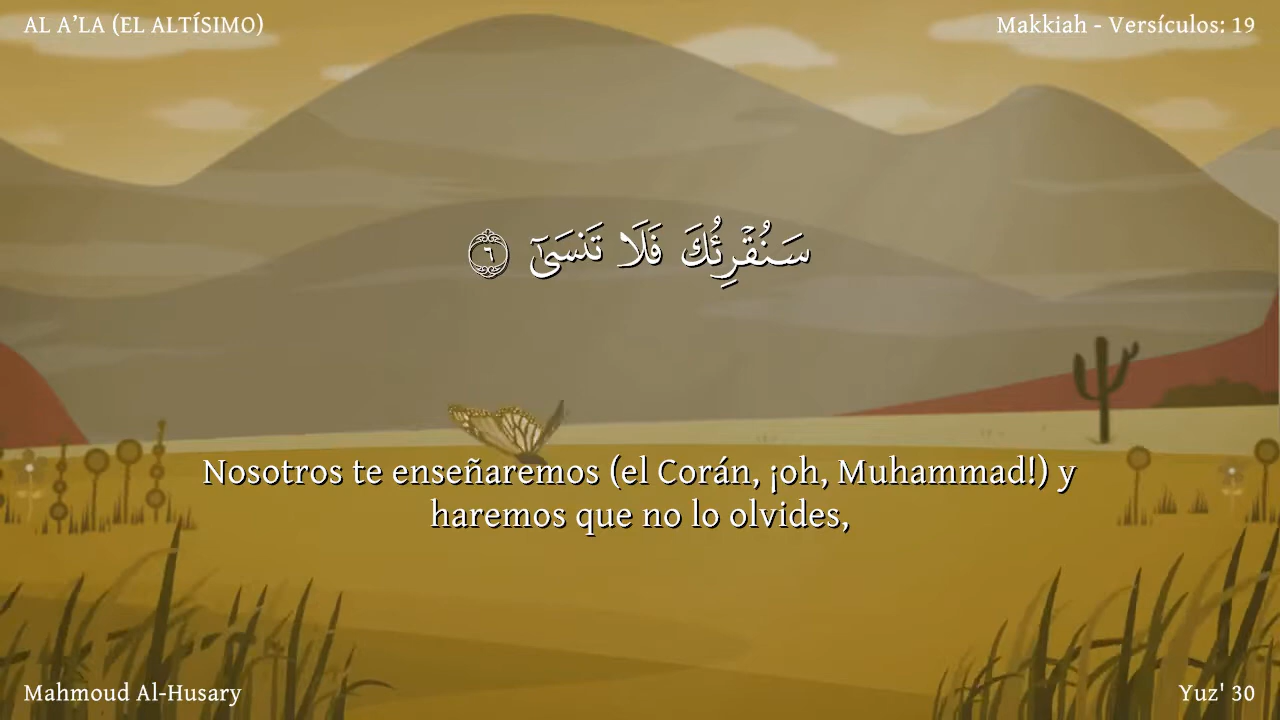 AL A’LA (EL ALTÍSIMO)
Makkiah - Versículos: 19
سَنُقْرِئُكَ فَلَا تَنسَىٰٓ ٦
Nosotros te enseñaremos (el Corán, ¡oh, Muhammad!) y
haremos que no lo olvides,
Mahmoud Al-Husary
Yuz' 30